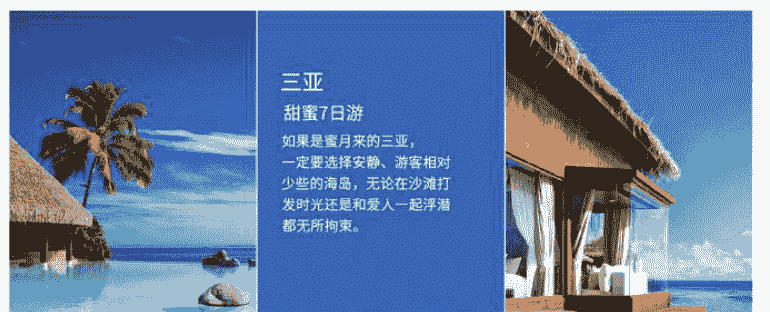 三亚
甜蜜7日游
如果是蜜月来的三亚，
一定要选择安静、游客相对
少些的海岛，无论在沙滩打
发时光还是和爱人一起浮潜
都无所拘束。